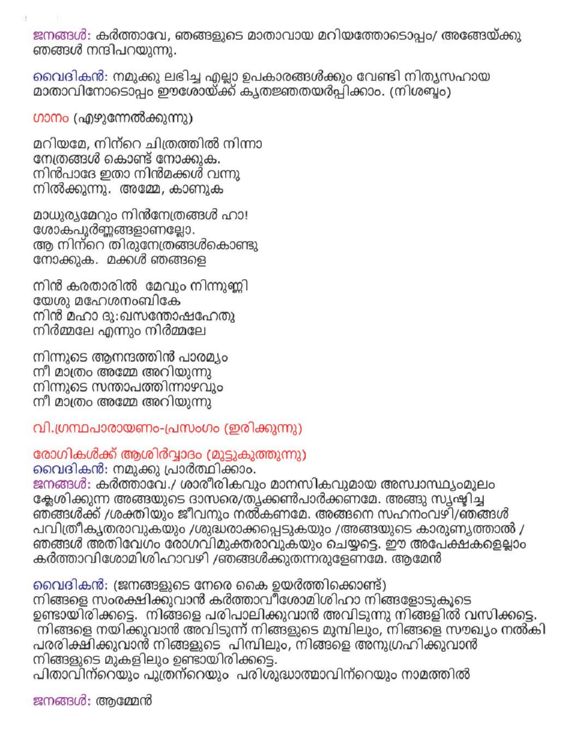 ജനങ്ങൾ: കർത്താവേ, ഞങ്ങളുടെ മാതാവായ മറിയത്തോടൊപ്പം/ അങ്ങേയ്ക്കു
ഞങ്ങൾ നന്ദിപറയുന്നു.
വൈദികൻ: നമുക്കു ലഭിച്ച എല്ലാ ഉപകാരങ്ങൾക്കും വേണ്ടി നിത്യസഹായ
മാതാവിനോടൊപ്പം ഈശോയ്ക്ക് കൃതജ്ഞതയർപ്പിക്കാം. (നിശബ്ദം)
ഗാനം (എഴുന്നേൽക്കുന്നു)
മറിയമേ, നിന്റെ ചിത്രത്തിൽ നിന്നാ
നേത്രങ്ങൾ കൊണ്ട് നോക്കുക.
നിൻപാദേ ഇതാ നിൻമക്കൾ വന്നു
നിൽക്കുന്നു. അമ്മേ, കാണുക
മാധുര്യമേറും നിൻനേത്രങ്ങൾ ഹാ!
ശോകപൂർണ്ണങ്ങളാണല്ലോ.
ആ നിന്റെ തിരുനേത്രങ്ങൾകൊണ്ടു
നോക്കുക. മക്കൾ ഞങ്ങളെ
നിൻ കരതാരിൽ മേവും നിന്നുണ്ണി
യേശു മഹേശനംബികേ
നിൻ മഹാ ദു:ഖസന്തോഷഹേതു
നിർമ്മലേ എന്നും നിർമ്മലേ
നിന്നുടെ ആനന്ദത്തിൻ പാരമ്യം
നീ മാത്രം അമ്മേ അറിയുന്നു
നിന്നുടെ സന്താപത്തിന്നാഴവും
നീ മാത്രം അമ്മേ അറിയുന്നു
വി.ഗ്രന്ഥപാരായണം-പ്രസംഗം (ഇരിക്കുന്നു)
രോഗികൾക്ക് ആശിർവ്വാദം (മുട്ടുകുത്തുന്നു)
വൈദികൻ: നമുക്കു പ്രാർത്ഥിക്കാം.
ജനങ്ങൾ: കർത്താവേ./ ശാരീരികവും മാനസികവുമായ അസ്വാസ്ഥ്യംമൂലം
ക്ലേശിക്കുന്ന അങ്ങയുടെ ദാസരെ/തൃക്കൺപാർക്കണമേ. അങ്ങു സൃഷ്ടിച്ച
ഞങ്ങൾക്ക് /ശക്തിയും ജീവനും നൽകണമേ. അങ്ങനെ സഹനംവഴി/ഞങ്ങൾ
പവിത്രീകൃതരാവുകയും /ശുദ്ധരാക്കപ്പെടുകയും /അങ്ങയുടെ കാരുണ്യത്താൽ /
ഞങ്ങൾ അതിവേഗം രോഗവിമുക്തരാവുകയും ചെയ്യട്ടെ. ഈ അപേക്ഷകളെല്ലാം
കർത്താവിശോമിശിഹാവഴി /ഞങ്ങൾക്കുതന്നരുളേണമേ. ആമേൻ
വൈദികൻ: (ജനങ്ങളുടെ നേരെ കൈ ഉയർത്തിക്കൊണ്ട്)
നിങ്ങളെ സംരക്ഷിക്കുവാൻ കർത്താവീശോമിശിഹാ നിങ്ങളോടുകൂടെ
ഉണ്ടായിരിക്കട്ടെ. നിങ്ങളെ പരിപാലിക്കുവാൻ അവിടുന്നു നിങ്ങളിൽ വസിക്കട്ടെ.
നിങ്ങളെ നയിക്കുവാൻ അവിടുന്ന് നിങ്ങളുടെ മുമ്പിലും, നിങ്ങളെ സൗഖ്യം നൽകി
പരരിക്ഷിക്കുവാൻ നിങ്ങളുടെ പിമ്പിലും, നിങ്ങളെ അനുഗ്രഹിക്കുവാൻ
നിങ്ങളുടെ മുകളിലും ഉണ്ടായിരിക്കട്ടെ.
പിതാവിന്റെയും പുത്രന്റെയും പരിശുദ്ധാത്മാവിന്റെയും നാമത്തിൽ
ജനങ്ങൾ: ആമ്മേൻ